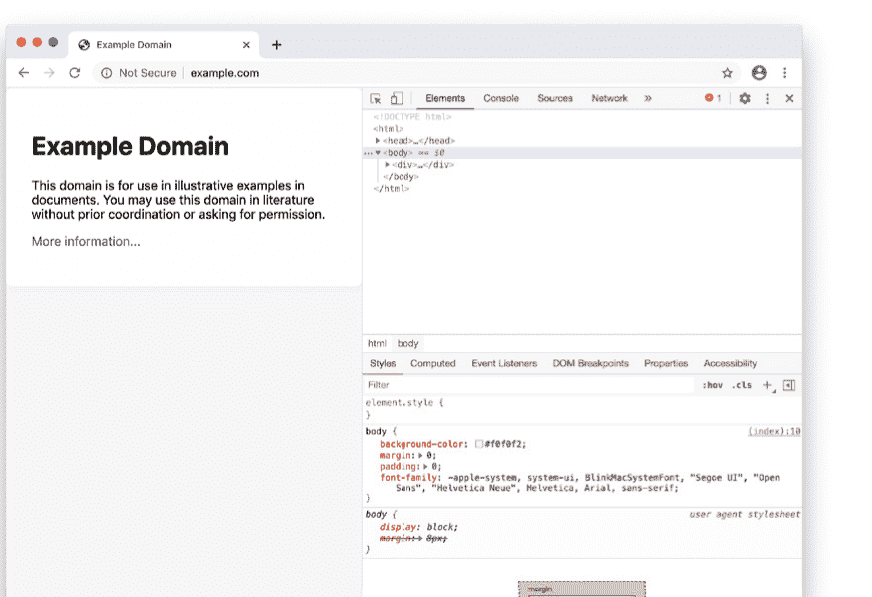 Example Domain
Not Secure example.com
Example Domain
This domain is for use in illustrative examples in
documents. You may use this domain in literature
without prior coordination or asking for permission.
More information...
Elements Console Sources Network » 1
<!DOCTYPE html>
<html>
<head>…</head>
<body> == $0
<div>…</div>
</body>
</html>
html body
Styles Computed Event Listeners DOM Breakpoints Properties Accessibility
Filter :hov .cls +
element.style {
}
body { (index):10
background-color: #f0f0f2;
margin: 0;
padding: 0;
font-family: -apple-system, system-ui, BlinkMacSystemFont, "Segoe UI", "Open
Sans", "Helvetica Neue", Helvetica, Arial, sans-serif;
}
body { user agent stylesheet
display: block;
margin: 8px;
}
margin